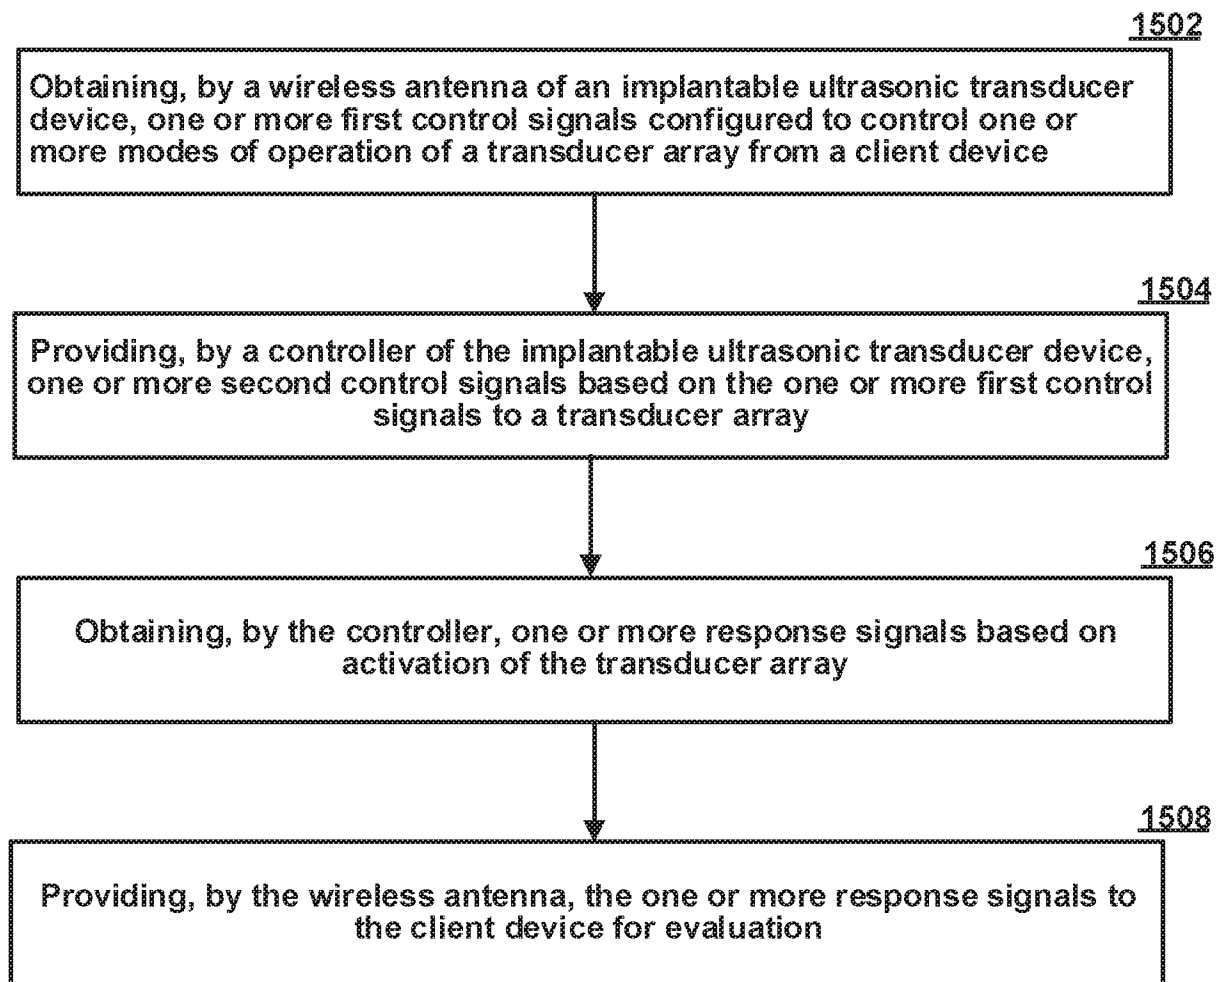 1502
Obtaining, by a wireless antenna of an implantable ultrasonic transducer
device, one or more first control signals configured to control one or
more modes of operation of a transducer array from a client device
1504
Providing, by a controller of the implantable ultrasonic transducer device,
one or more second control signals based on the one or more first control
signals to a transducer array
1506
Obtaining, by the controller, one or more response signals based on
activation of the transducer array
1508
Providing, by the wireless antenna, the one or more response signals to
the client device for evaluation